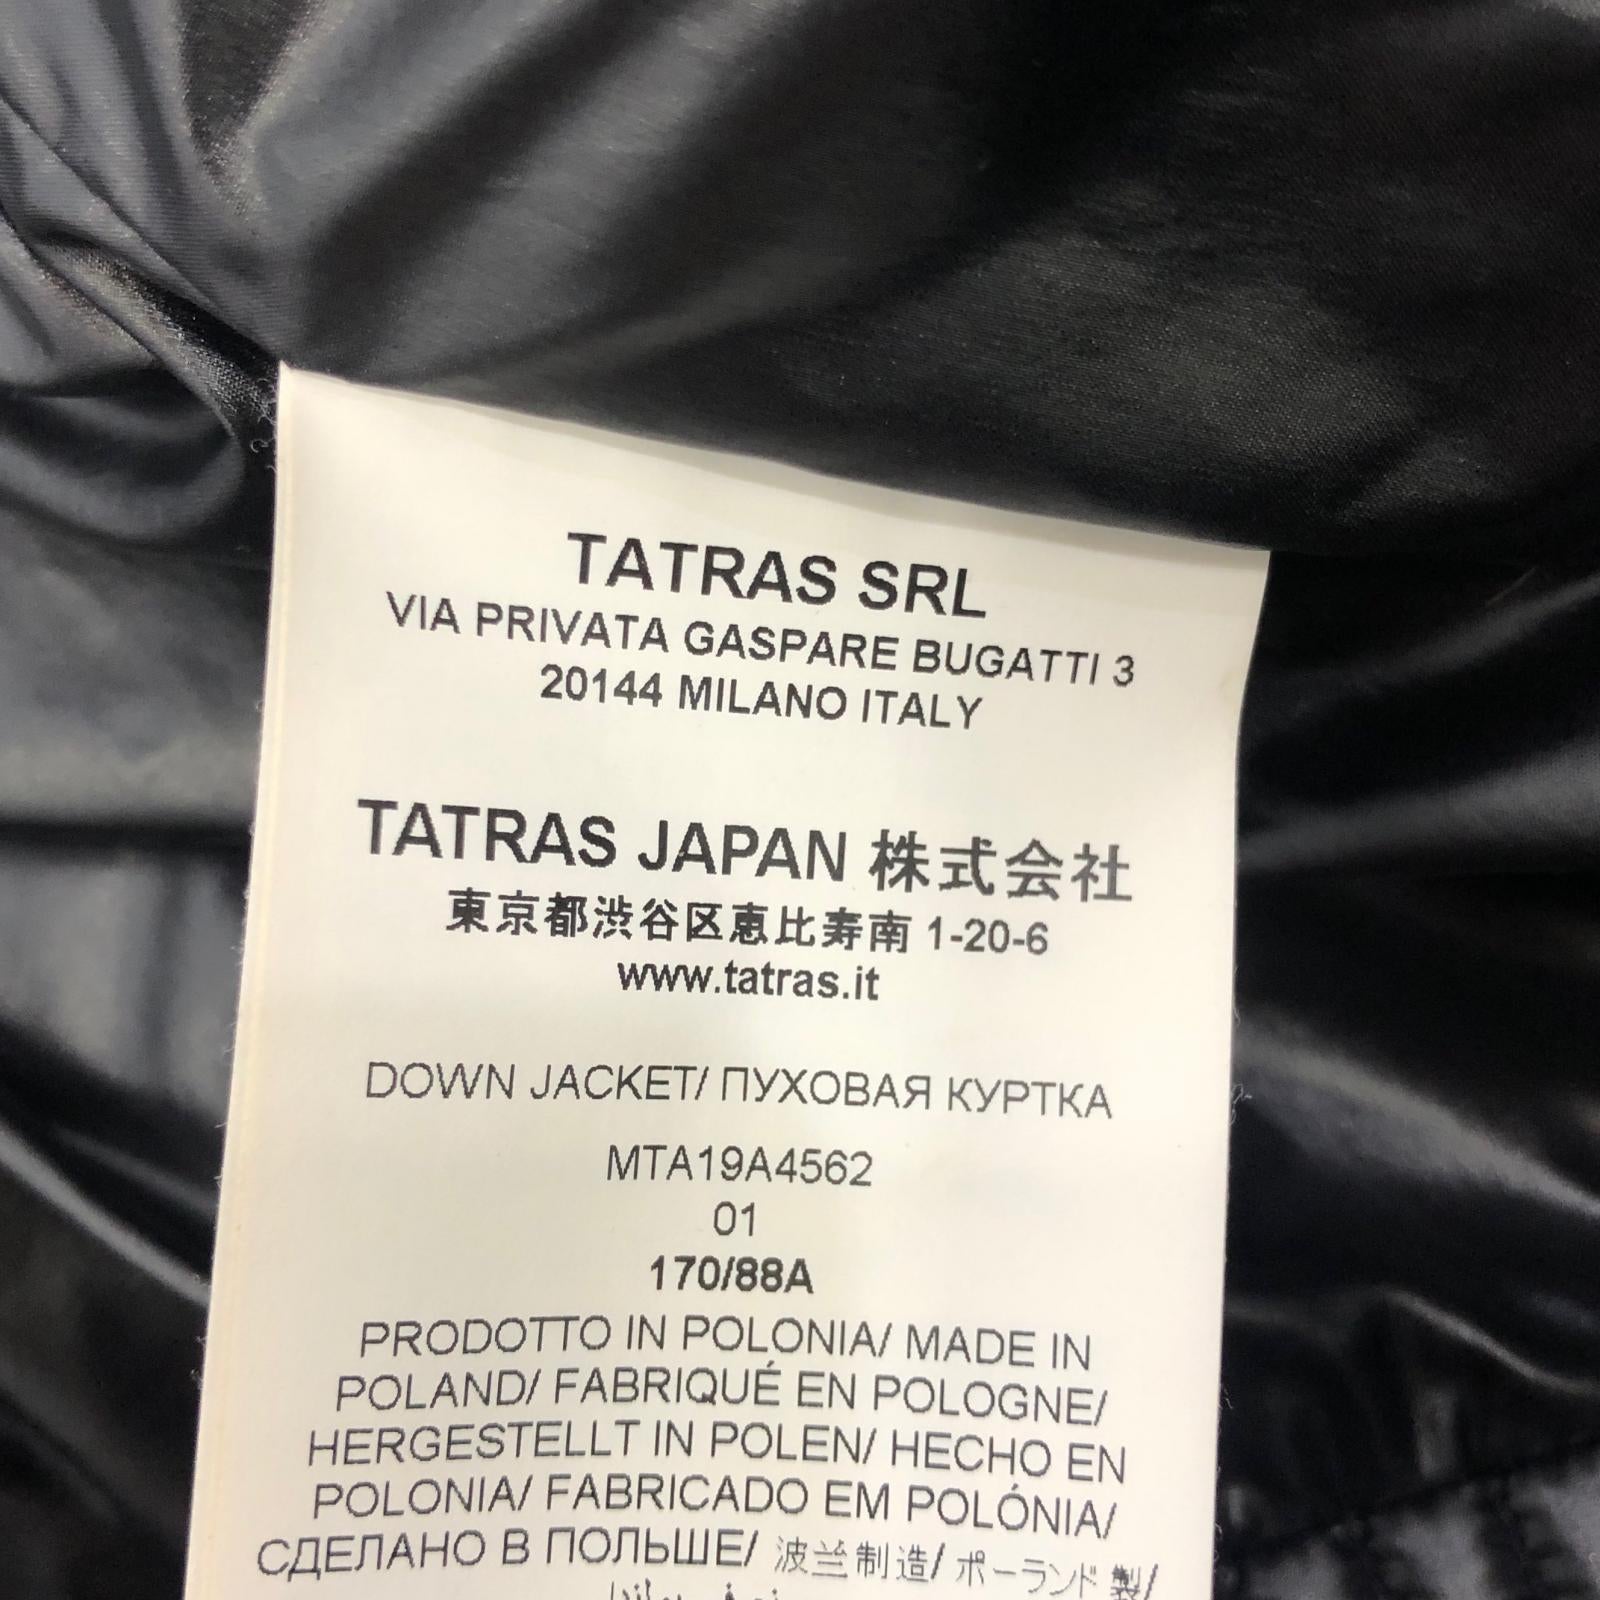 TATRAS SRL
VIA PRIVATA GASPARE BUGATTI 3
20144 MILANO ITALY
TATRAS JAPAN 株式会社
東京都渋谷区恵比寿南 1-20-6
www.tatras.it
DOWN JACKET/ ПУХОВАЯ КУРТКА
MTA19A4562
01
170/88A
PRODOTTO IN POLONIA/ MADE IN
POLAND/ FABRIQUÉ EN POLOGNE/
HERGESTELLT IN POLEN/ HECHO EN
POLONIA/ FABRICADO EM POLÓNIA/
СДЕЛАНО В ПОЛЬШЕ/ 波兰制造/ ポーランド 製/